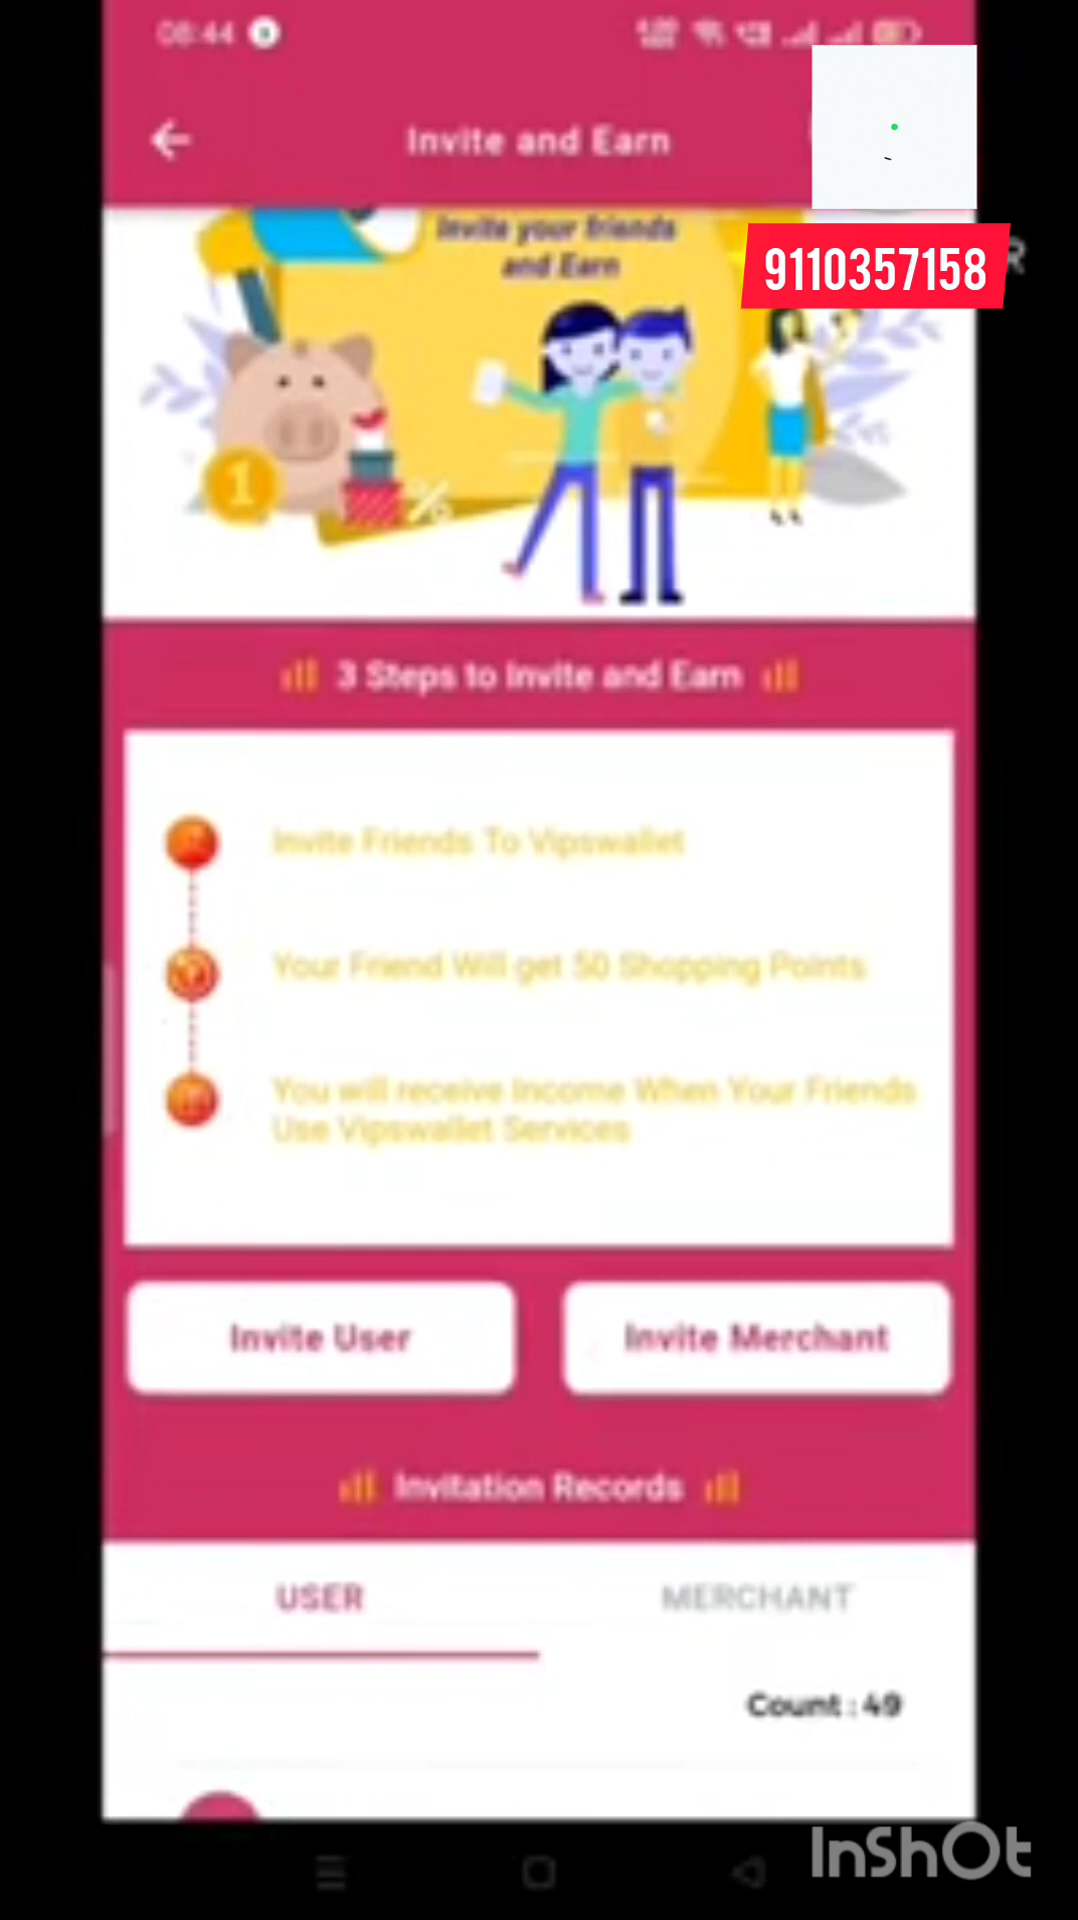 08:44
Invite and Earn
Invite your friends
and Earn
9110357158
R
1
%
3 Steps to Invite and Earn
Invite Friends To Vipswallet
Your Friend Will get 50 Shopping Points
You will receive Income When Your Friends
Use Vipswallet Services
Invite User
Invite Merchant
Invitation Records
USER
MERCHANT
Count : 49
InShOt